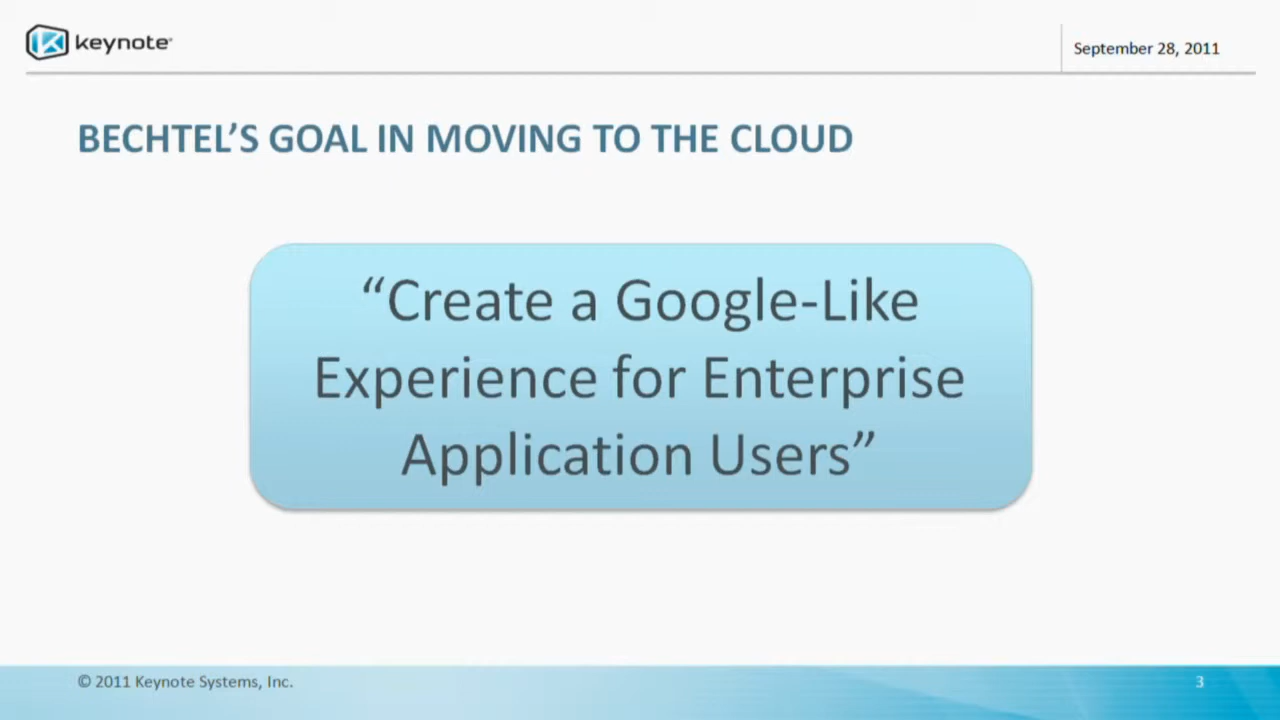 keynote
September 28, 2011
BECHTEL’S GOAL IN MOVING TO THE CLOUD
“Create a Google-Like
Experience for Enterprise
Application Users”
© 2011 Keynote Systems, Inc.
3